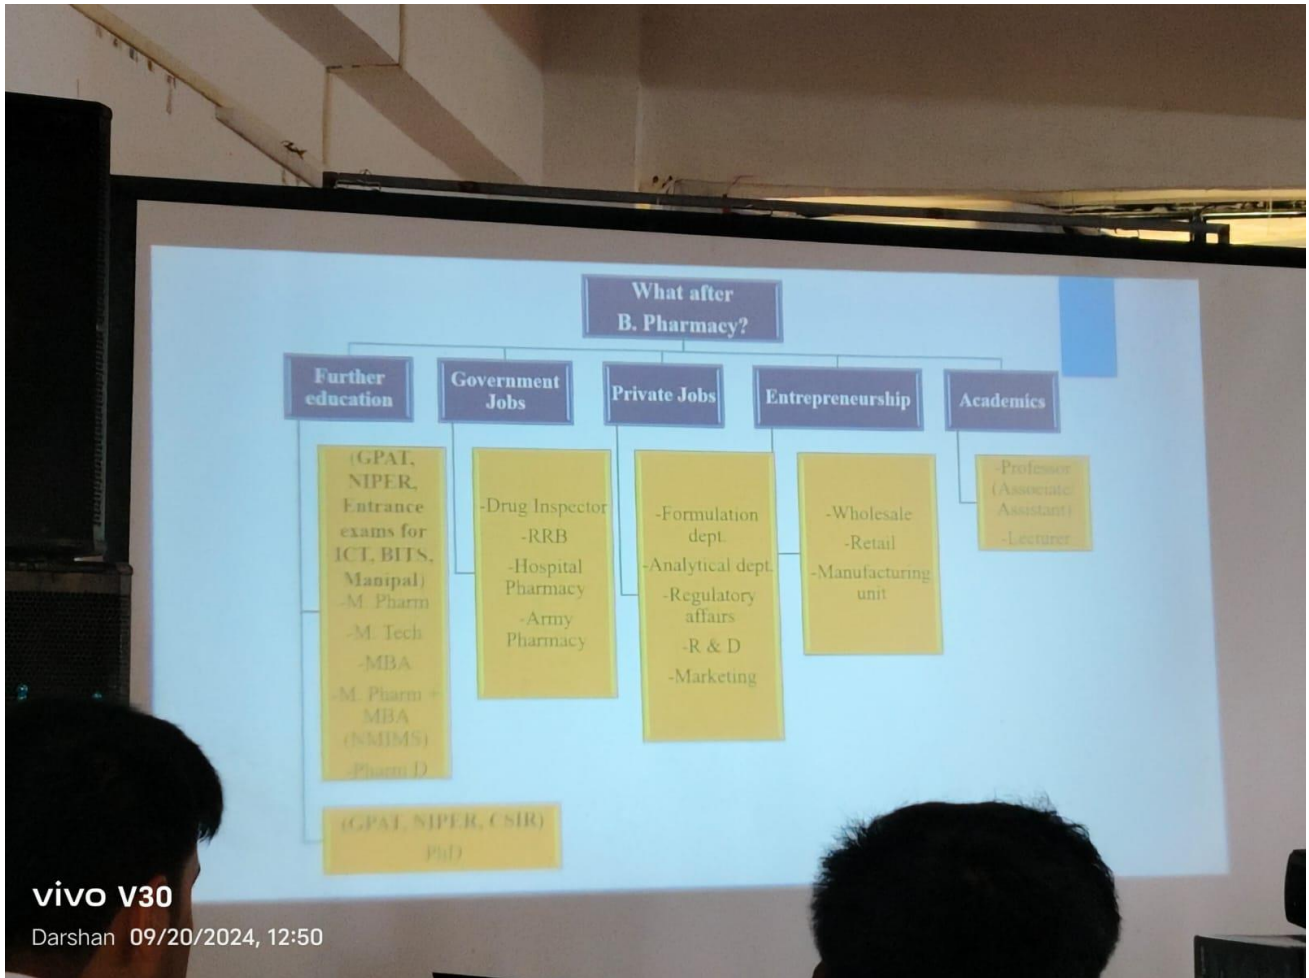 What after
B. Pharmacy?
Further
education
(GPAT,
NIPER,
Entrance
exams for
ICT, BITS,
Manipal)
-M. Pharm
-M. Tech
-MBA
-M. Pharm +
MBA
(NMIMS)
-Pharm D
(GPAT, NIPER, CSIR)
PhD
Government
Jobs
-Drug Inspector
-RRB
-Hospital
Pharmacy
-Army
Pharmacy
Private Jobs
-Formulation
dept.
-Analytical dept.
-Regulatory
affairs
-R & D
-Marketing
Entrepreneurship
-Wholesale
-Retail
-Manufacturing
unit
Academics
-Professor
(Associate/
Assistant)
-Lecturer
vivo V30
Darshan 09/20/2024, 12:50